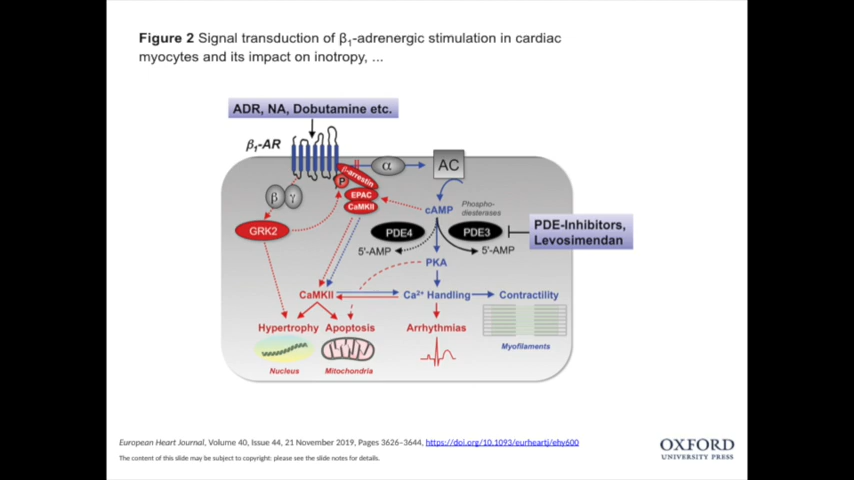 Figure 2 Signal transduction of β1-adrenergic stimulation in cardiac
myocytes and its impact on inotropy, ...
ADR, NA, Dobutamine etc.
β1-AR
α
AC
β-arrestin
P
EPAC
CaMKII
β
γ
cAMP
Phospho-
diesterases
GRK2
PDE4
PDE3
PDE-Inhibitors,
Levosimendan
5'-AMP
5'-AMP
PKA
CaMKII
Ca2+ Handling
Contractility
Hypertrophy
Apoptosis
Arrhythmias
Myofilaments
Nucleus
Mitochondria
European Heart Journal, Volume 40, Issue 44, 21 November 2019, Pages 3626–3644, https://doi.org/10.1093/eurheartj/ehy600
The content of this slide may be subject to copyright: please see the slide notes for details.
OXFORD
UNIVERSITY PRESS